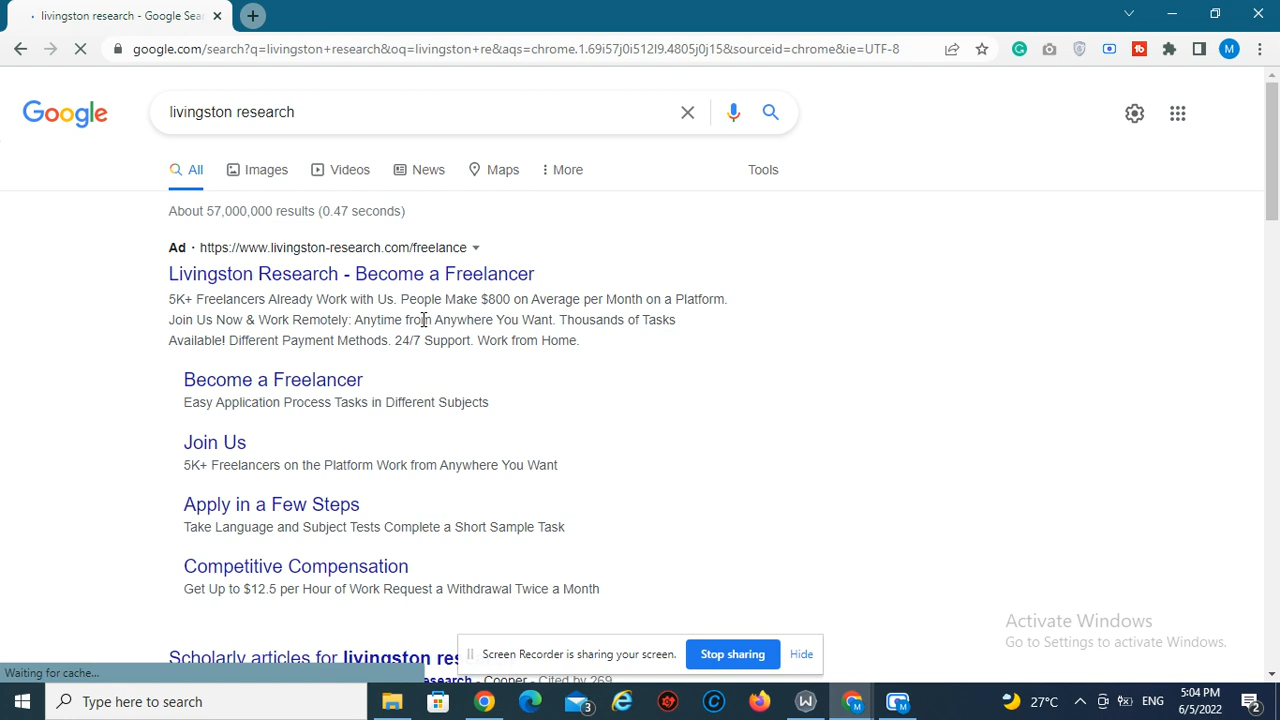 livingston research - Google Sear
google.com/search?q=livingston+research&oq=livingston+re&aqs=chrome.1.69i57j0i512l9.4805j0j15&sourceid=chrome&ie=UTF-8
M
Google
livingston research
All
Images
Videos
News
Maps
More
Tools
About 57,000,000 results (0.47 seconds)
Ad · https://www.livingston-research.com/freelance
Livingston Research - Become a Freelancer
5K+ Freelancers Already Work with Us. People Make $800 on Average per Month on a Platform.
Join Us Now & Work Remotely: Anytime from Anywhere You Want. Thousands of Tasks
Available! Different Payment Methods. 24/7 Support. Work from Home.
Become a Freelancer
Easy Application Process Tasks in Different Subjects
Join Us
5K+ Freelancers on the Platform Work from Anywhere You Want
Apply in a Few Steps
Take Language and Subject Tests Complete a Short Sample Task
Competitive Compensation
Get Up to $12.5 per Hour of Work Request a Withdrawal Twice a Month
Activate Windows
Go to Settings to activate Windows.
Screen Recorder is sharing your screen.
Stop sharing
Hide
Scholarly articles for livingston res
esearch - Cooper - Cited by 269
Waiting for cache...
Type here to search
3
27°C
ENG
5:04 PM
6/5/2022
2